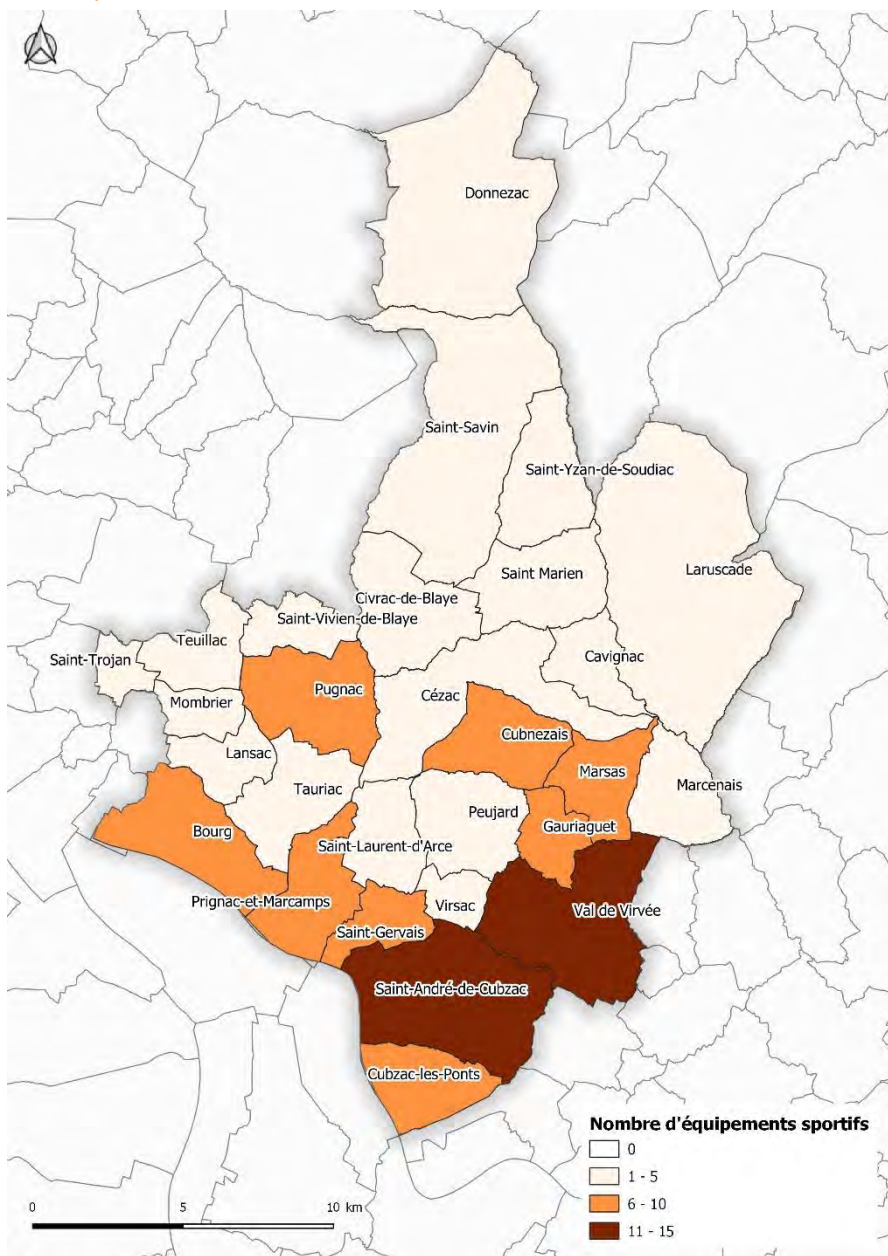 Donnezac
Saint-Savin
Saint-Yzan-de-Soudiac
Laruscade
Saint Marien
Civrac-de-Blaye
Saint-Vivien-de-Blaye
Teuillac
Saint-Trojan
Cavignac
Pugnac
Cézac
Mombrier
Cubnezais
Lansac
Marsas
Marcenais
Tauriac
Peujard
Gauriaguet
Bourg
Saint-Laurent-d'Arce
Prignac-et-Marcamps
Virsac
Val de Virvée
Saint-Gervais
Saint-André-de-Cubzac
Cubzac-les-Ponts
Nombre d'équipements sportifs
0
1 - 5
6 - 10
11 - 15
0 5 10 km